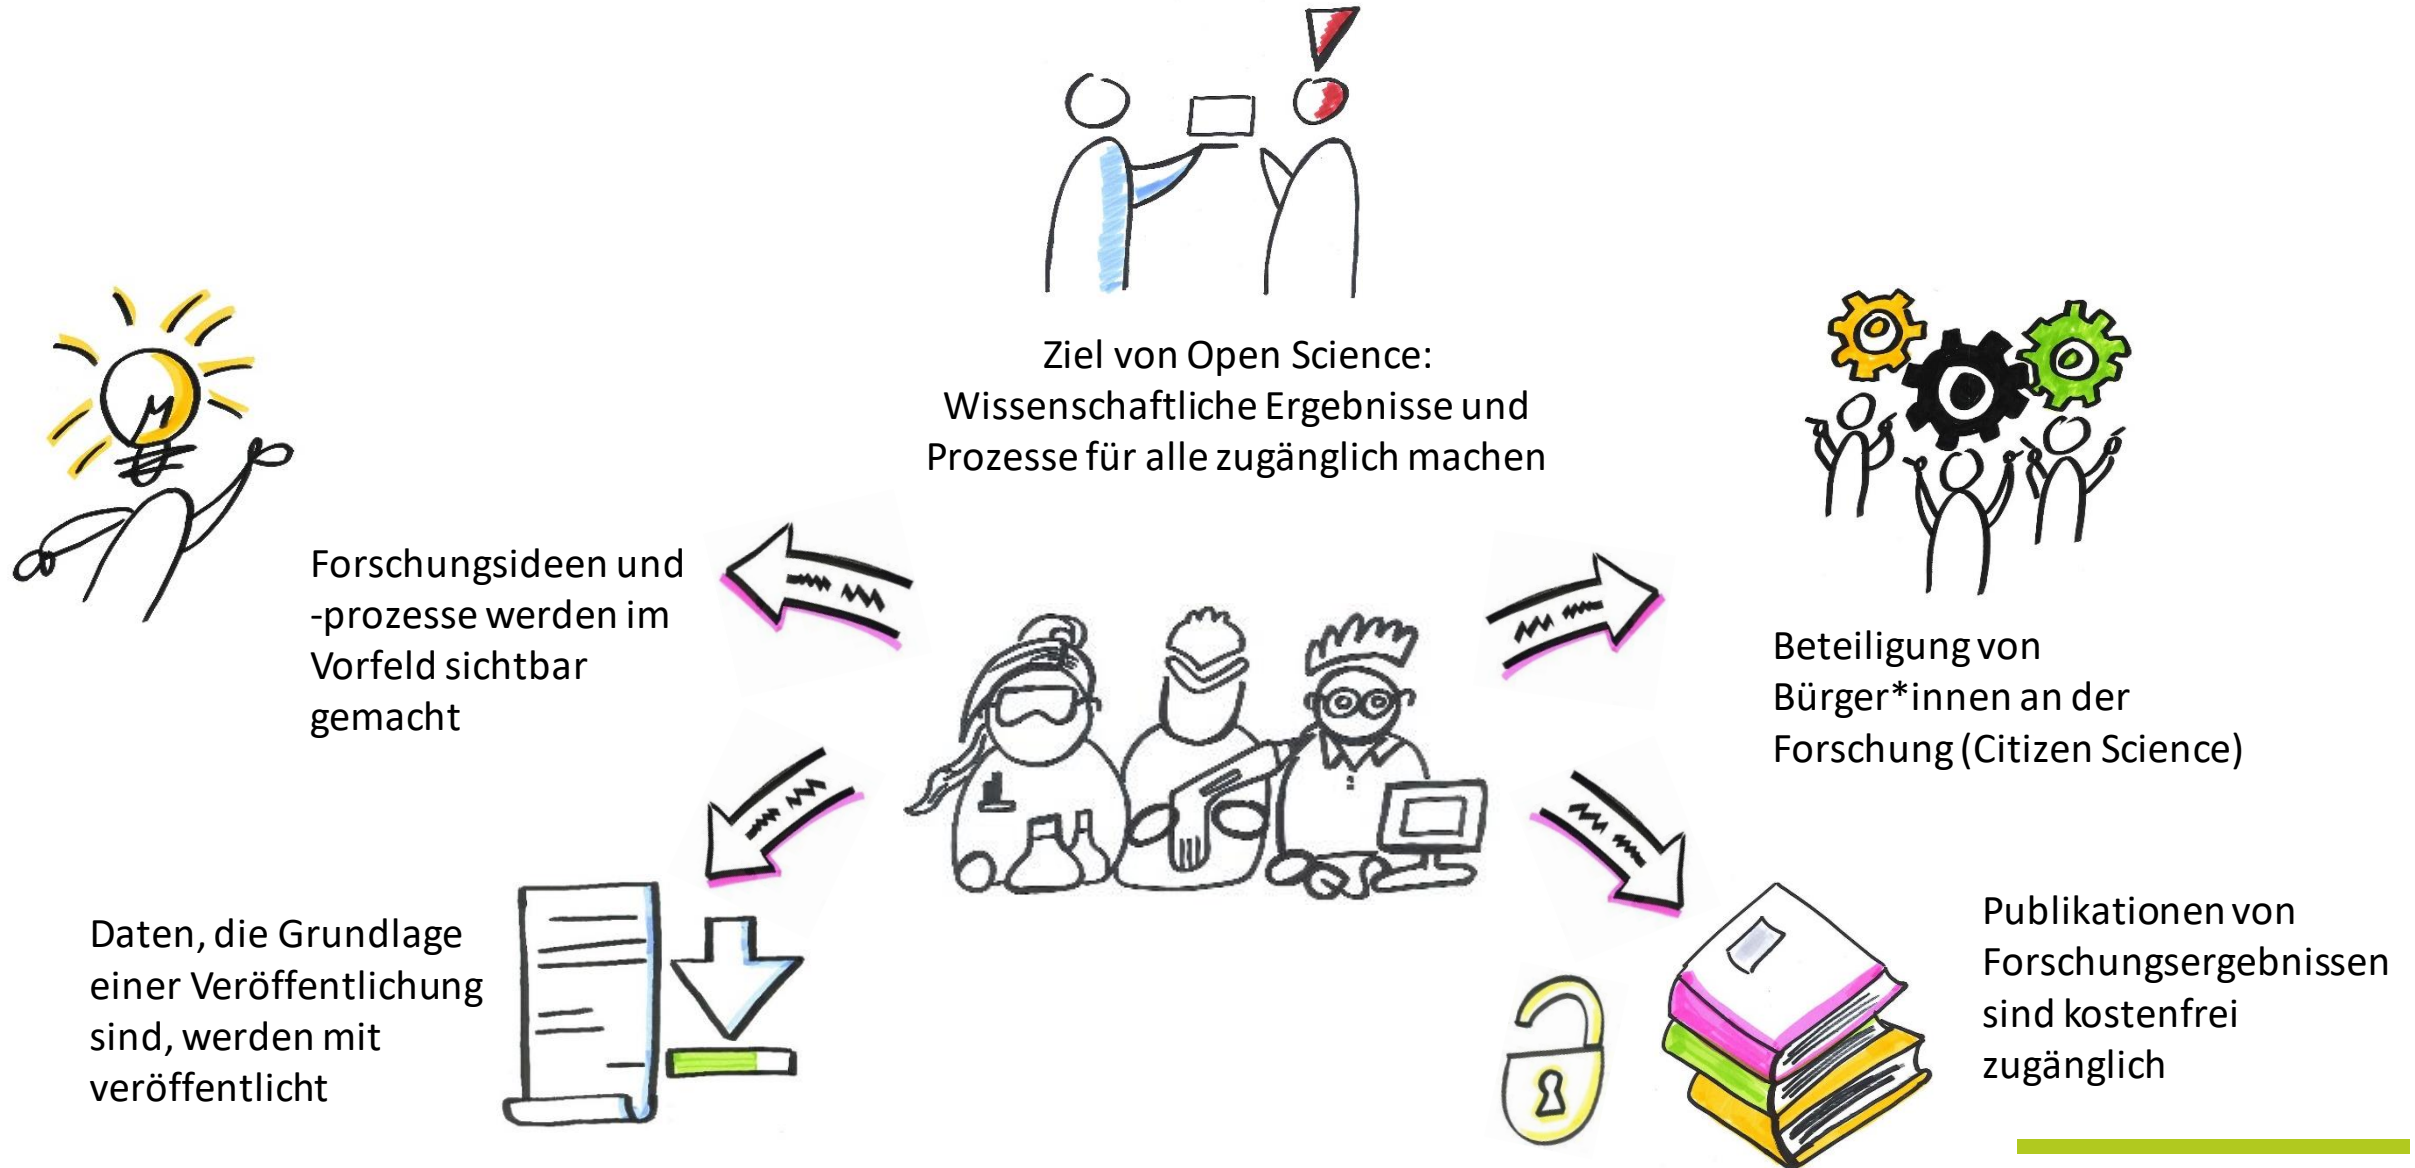 Ziel von Open Science:
Wissenschaftliche Ergebnisse und
Prozesse für alle zugänglich machen
Forschungsideen und
-prozesse werden im
Vorfeld sichtbar
gemacht
Beteiligung von
Bürger*innen an der
Forschung (Citizen Science)
Daten, die Grundlage
einer Veröffentlichung
sind, werden mit
veröffentlicht
Publikationen von
Forschungsergebnissen
sind kostenfrei
zugänglich